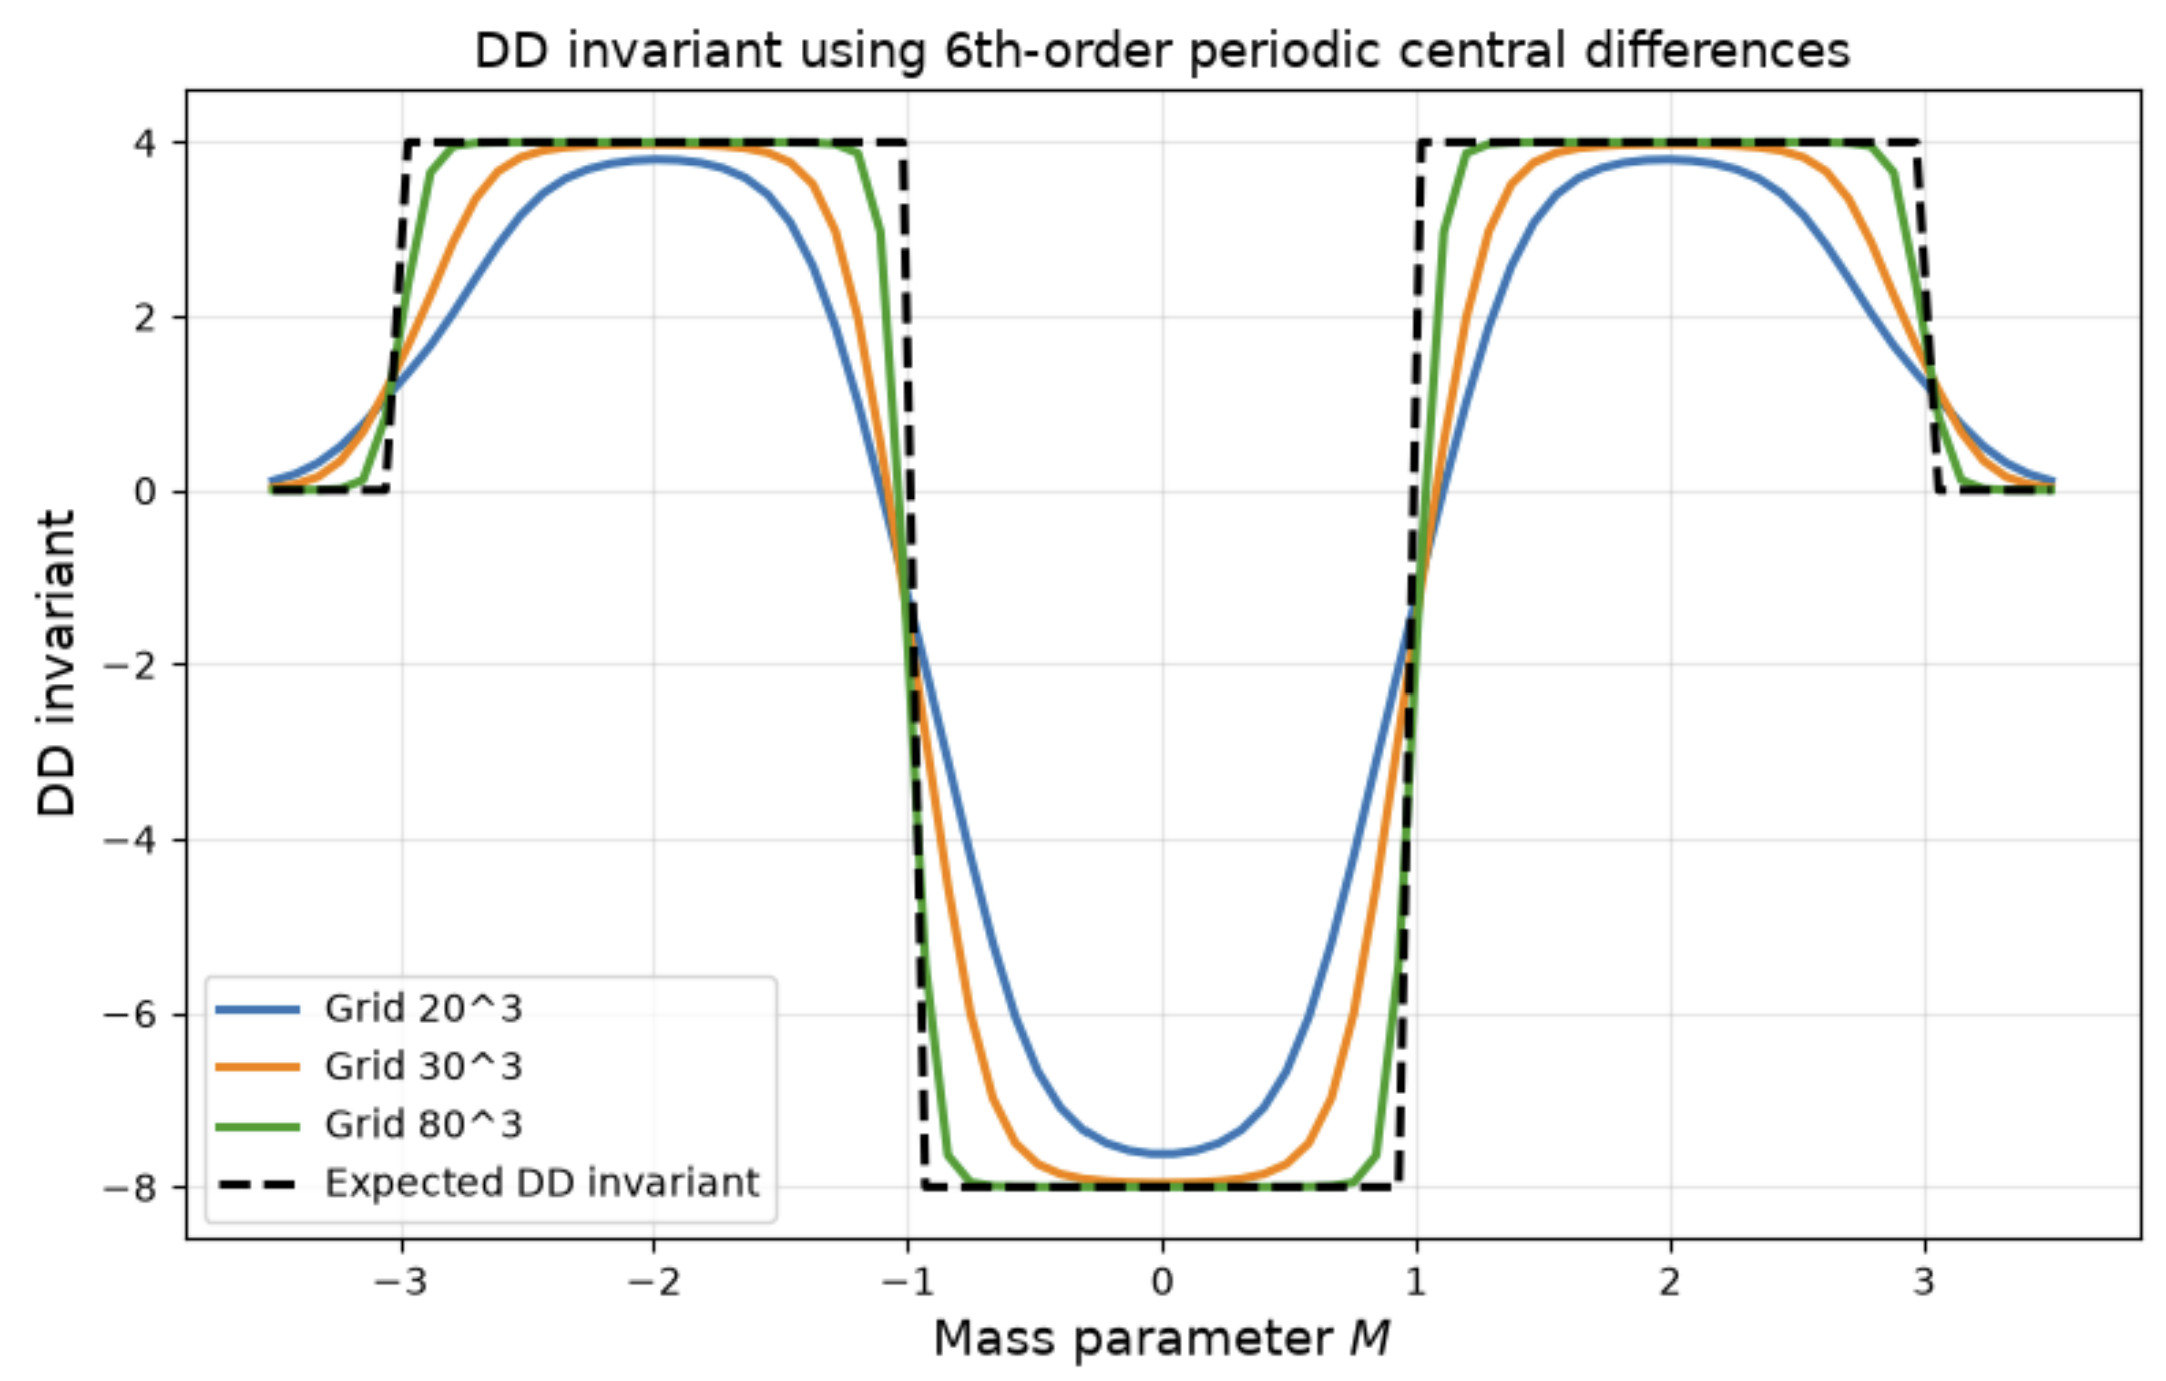 DD invariant using 6th-order periodic central differences
4
2
0
−2
−4
−6
−8
DD invariant
Grid 20^3
Grid 30^3
Grid 80^3
Expected DD invariant
−3
−2
−1
0
1
2
3
Mass parameter M